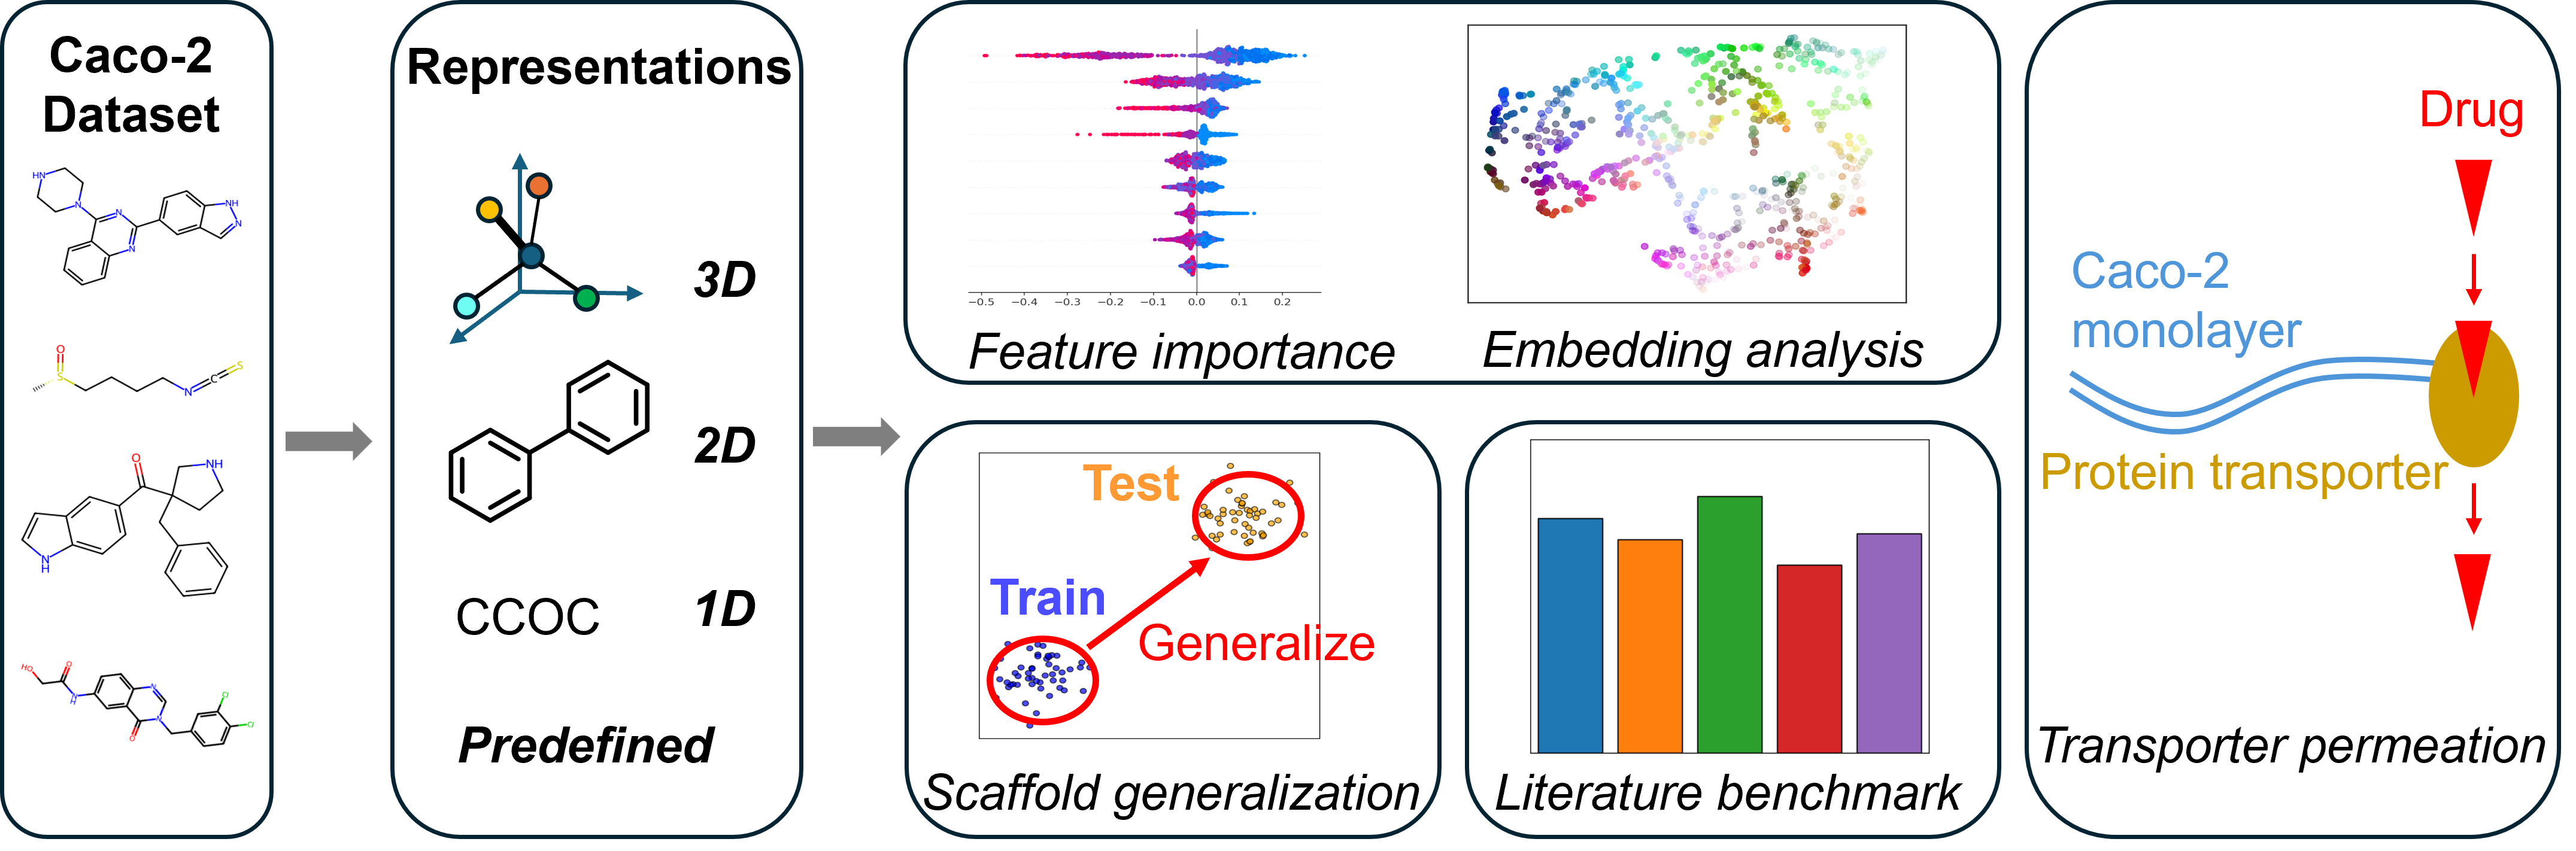 Caco-2
Dataset
HN
N
N
N
NH
N
O
S
N
C
S
O
NH
N
H
HO
O
N
H
N
N
O
Cl
Cl
Representations
3D
2D
CCOC
1D
Predefined
−0.5 −0.4 −0.3 −0.2 −0.1 0.0 0.1 0.2
Feature importance
Embedding analysis
Test
Train
Generalize
Scaffold generalization
Literature benchmark
Drug
Caco-2
monolayer
Protein transporter
Transporter permeation